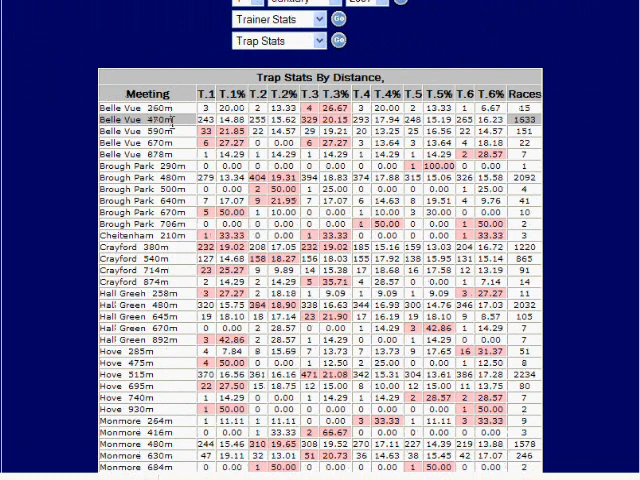 Trainer Stats Go
Trap Stats Go
Trap Stats By Distance,
Meeting T.1 T.1% T.2 T.2% T.3 T.3% T.4 T.4% T.5 T.5% T.6 T.6% Races
Belle Vue 260m 3 20.00 2 13.33 4 26.67 3 20.00 2 13.33 1 6.67 15
Belle Vue 470m 243 14.88 255 15.62 329 20.15 293 17.94 248 15.19 265 16.23 1633
Belle Vue 590m 33 21.85 22 14.57 29 19.21 20 13.25 25 16.56 22 14.57 151
Belle Vue 670m 6 27.27 0 0.00 6 27.27 3 13.64 3 13.64 4 18.18 22
Belle Vue 878m 1 14.29 1 14.29 1 14.29 1 14.29 1 14.29 2 28.57 7
Brough Park 290m 0 0.00 0 0.00 0 0.00 0 0.00 1 100.00 0 0.00 1
Brough Park 480m 279 13.34 404 19.31 394 18.83 374 17.88 315 15.06 326 15.58 2092
Brough Park 500m 0 0.00 2 50.00 1 25.00 0 0.00 0 0.00 1 25.00 4
Brough Park 640m 7 17.07 9 21.95 7 17.07 6 14.63 8 19.51 4 9.76 41
Brough Park 670m 5 50.00 1 10.00 0 0.00 1 10.00 3 30.00 0 0.00 10
Brough Park 706m 0 0.00 0 0.00 0 0.00 1 50.00 0 0.00 1 50.00 2
Cheltenham 210m 1 33.33 0 0.00 1 33.33 0 0.00 0 0.00 1 33.33 3
Crayford 380m 232 19.02 208 17.05 232 19.02 185 15.16 159 13.03 204 16.72 1220
Crayford 540m 127 14.68 158 18.27 156 18.03 155 17.92 138 15.95 131 15.14 865
Crayford 714m 23 25.27 9 9.89 14 15.38 17 18.68 16 17.58 12 13.19 91
Crayford 874m 2 14.29 2 14.29 5 35.71 4 28.57 0 0.00 1 7.14 14
Hall Green 258m 3 27.27 2 18.18 1 9.09 1 9.09 1 9.09 3 27.27 11
Hall Green 480m 320 15.75 384 18.90 338 16.63 344 16.93 300 14.76 346 17.03 2032
Hall Green 645m 19 18.10 18 17.14 23 21.90 17 16.19 19 18.10 9 8.57 105
Hall Green 670m 0 0.00 2 28.57 0 0.00 1 14.29 3 42.86 1 14.29 7
Hall Green 892m 3 42.86 2 28.57 1 14.29 0 0.00 0 0.00 1 14.29 7
Hove 285m 4 7.84 8 15.69 7 13.73 7 13.73 9 17.65 16 31.37 51
Hove 475m 4 50.00 0 0.00 1 12.50 2 25.00 0 0.00 1 12.50 8
Hove 515m 370 16.56 361 16.16 471 21.08 342 15.31 304 13.61 386 17.28 2234
Hove 695m 22 27.50 15 18.75 12 15.00 8 10.00 12 15.00 11 13.75 80
Hove 740m 1 14.29 0 0.00 1 14.29 1 14.29 2 28.57 2 28.57 7
Hove 930m 1 50.00 0 0.00 0 0.00 0 0.00 0 0.00 1 50.00 2
Monmore 264m 1 11.11 1 11.11 0 0.00 3 33.33 1 11.11 3 33.33 9
Monmore 416m 0 0.00 1 33.33 2 66.67 0 0.00 0 0.00 0 0.00 3
Monmore 480m 244 15.46 310 19.65 308 19.52 270 17.11 227 14.39 219 13.88 1578
Monmore 630m 47 19.11 32 13.01 51 20.73 36 14.63 38 15.45 42 17.07 246
Monmore 684m 0 0.00 1 50.00 0 0.00 0 0.00 1 50.00 0 0.00 2